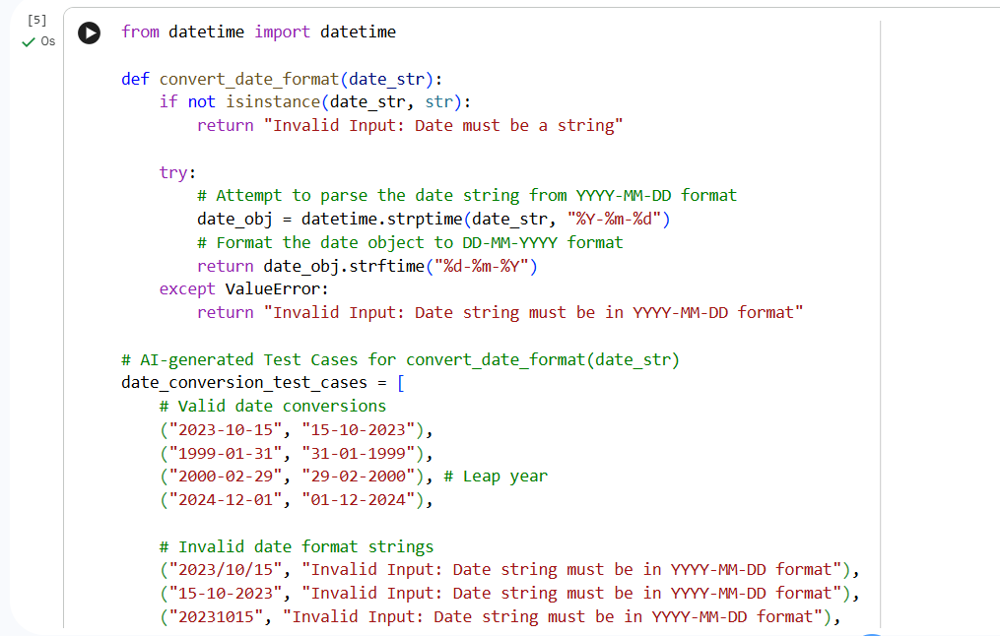 [5]
0s
from datetime import datetime
def convert_date_format(date_str):
    if not isinstance(date_str, str):
        return "Invalid Input: Date must be a string"
    try:
        # Attempt to parse the date string from YYYY-MM-DD format
        date_obj = datetime.strptime(date_str, "%Y-%m-%d")
        # Format the date object to DD-MM-YYYY format
        return date_obj.strftime("%d-%m-%Y")
    except ValueError:
        return "Invalid Input: Date string must be in YYYY-MM-DD format"
# AI-generated Test Cases for convert_date_format(date_str)
date_conversion_test_cases = [
    # Valid date conversions
    ("2023-10-15", "15-10-2023"),
    ("1999-01-31", "31-01-1999"),
    ("2000-02-29", "29-02-2000"), # Leap year
    ("2024-12-01", "01-12-2024"),
    # Invalid date format strings
    ("2023/10/15", "Invalid Input: Date string must be in YYYY-MM-DD format"),
    ("15-10-2023", "Invalid Input: Date string must be in YYYY-MM-DD format"),
    ("20231015", "Invalid Input: Date string must be in YYYY-MM-DD format"),